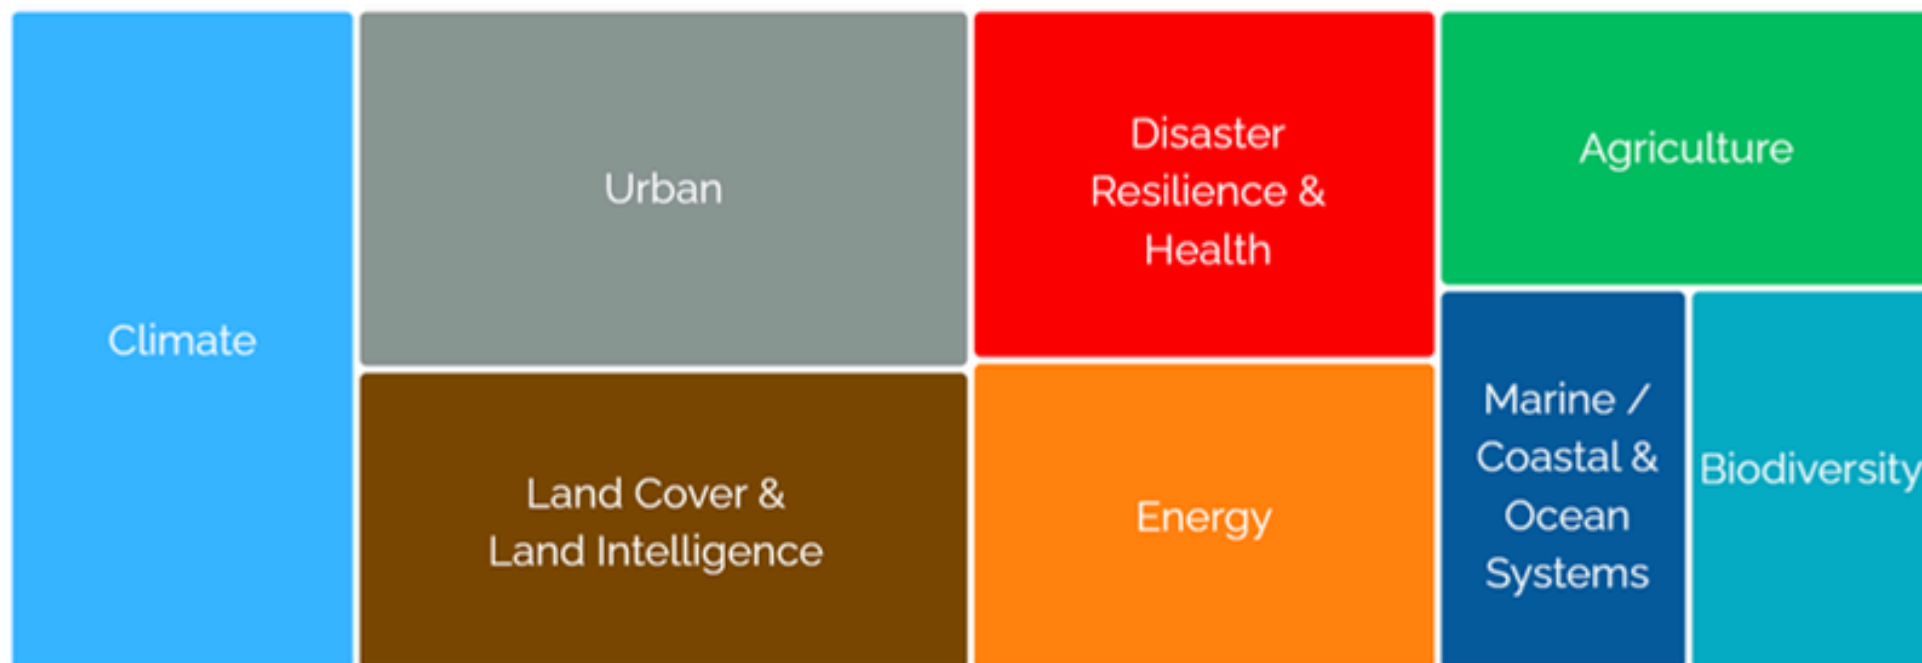 Climate
Urban
Land Cover &
Land Intelligence
Disaster
Resilience &
Health
Energy
Agriculture
Marine /
Coastal &
Ocean
Systems
Biodiversity